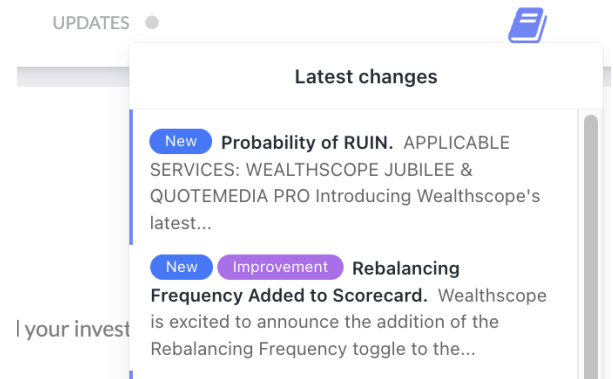 UPDATES
Latest changes
New Probability of RUIN. APPLICABLE
SERVICES: WEALTHSCOPE JUBILEE &
QUOTEMEDIA PRO Introducing Wealthscope's
latest...
New Improvement Rebalancing
Frequency Added to Scorecard. Wealthscope
is excited to announce the addition of the
l your invest
Rebalancing Frequency toggle to the...